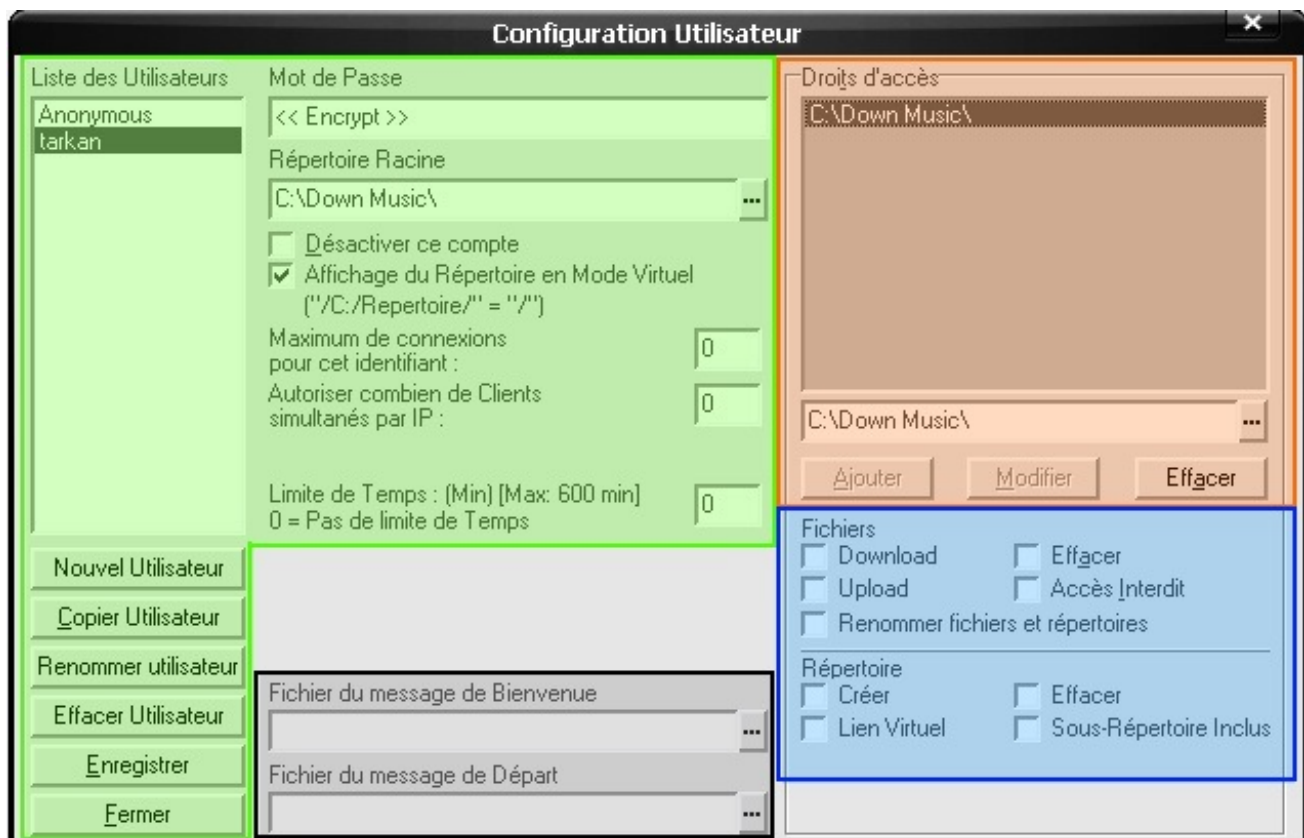 Configuration Utilisateur
Liste des Utilisateurs
Anonymous
tarkan
Nouvel Utilisateur
Copier Utilisateur
Renommer utilisateur
Effacer Utilisateur
Enregistrer
Fermer
Mot de Passe
<< Encrypt >>
Répertoire Racine
C:\Down Music\
...
Désactiver ce compte
Affichage du Répertoire en Mode Virtuel
("/C:/Repertoire/" = "/")
Maximum de connexions
pour cet identifiant :
0
Autoriser combien de Clients
simultanés par IP :
0
Limite de Temps : (Min) [Max: 600 min]
0 = Pas de limite de Temps
0
Fichier du message de Bienvenue
...
Fichier du message de Départ
...
Droits d'accès
C:\Down Music\
C:\Down Music\
...
Ajouter Modifier Effacer
Fichiers
Download Effacer
Upload Accès Interdit
Renommer fichiers et répertoires
Répertoire
Créer Effacer
Lien Virtuel Sous-Répertoire Inclus